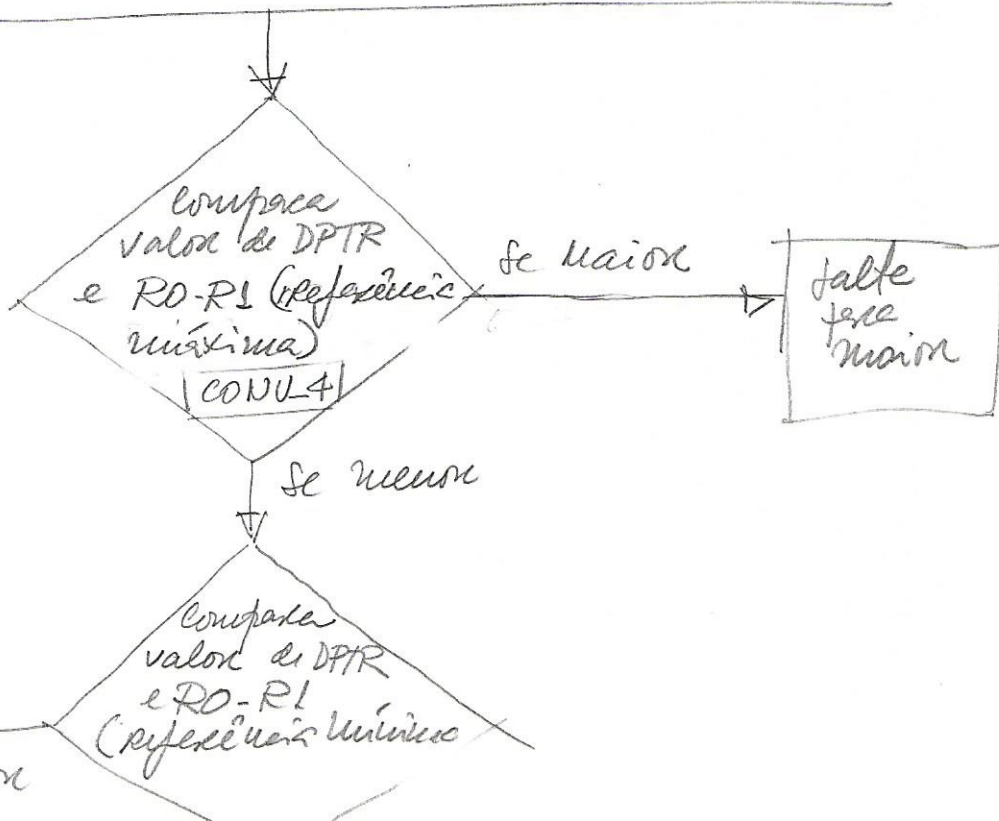 Compara
valor de DPTR
e R0-R1 (referência
máxima)
CONV_4
Se Maior
Salte
para
maior
Se menor
Compara
valor de DPTR
e R0-R1
(referência mínima